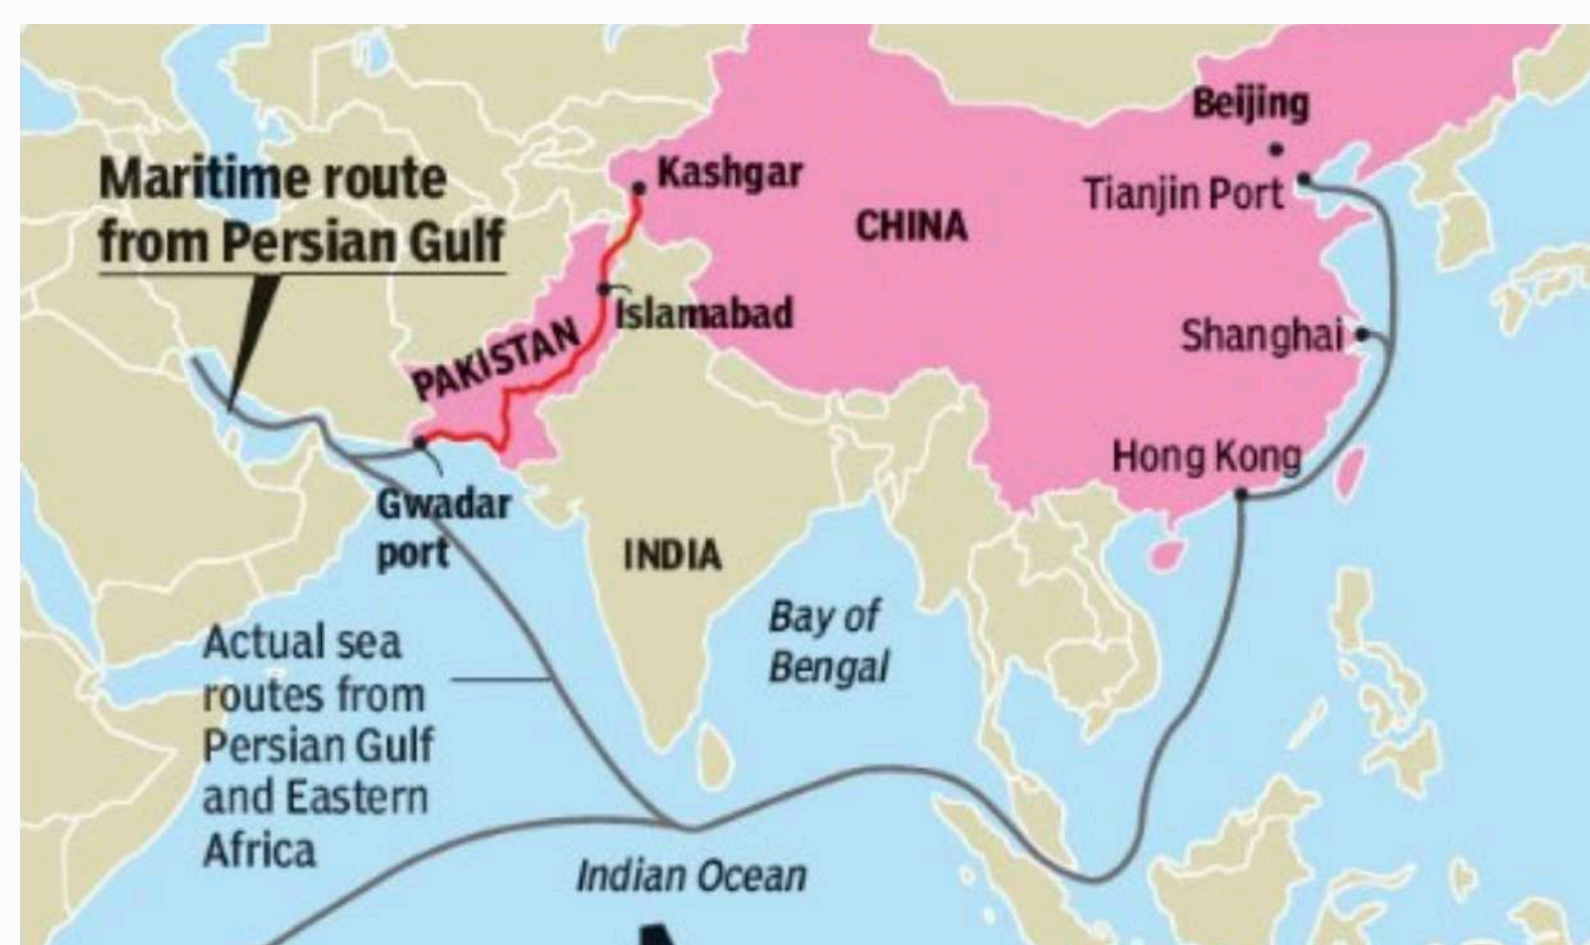 Beijing
Maritime route
from Persian Gulf
Kashgar
Tianjin Port
CHINA
Islamabad
PAKISTAN
Shanghai
Hong Kong
Gwadar
port
INDIA
Bay of
Bengal
Actual sea
routes from
Persian Gulf
and Eastern
Africa
Indian Ocean